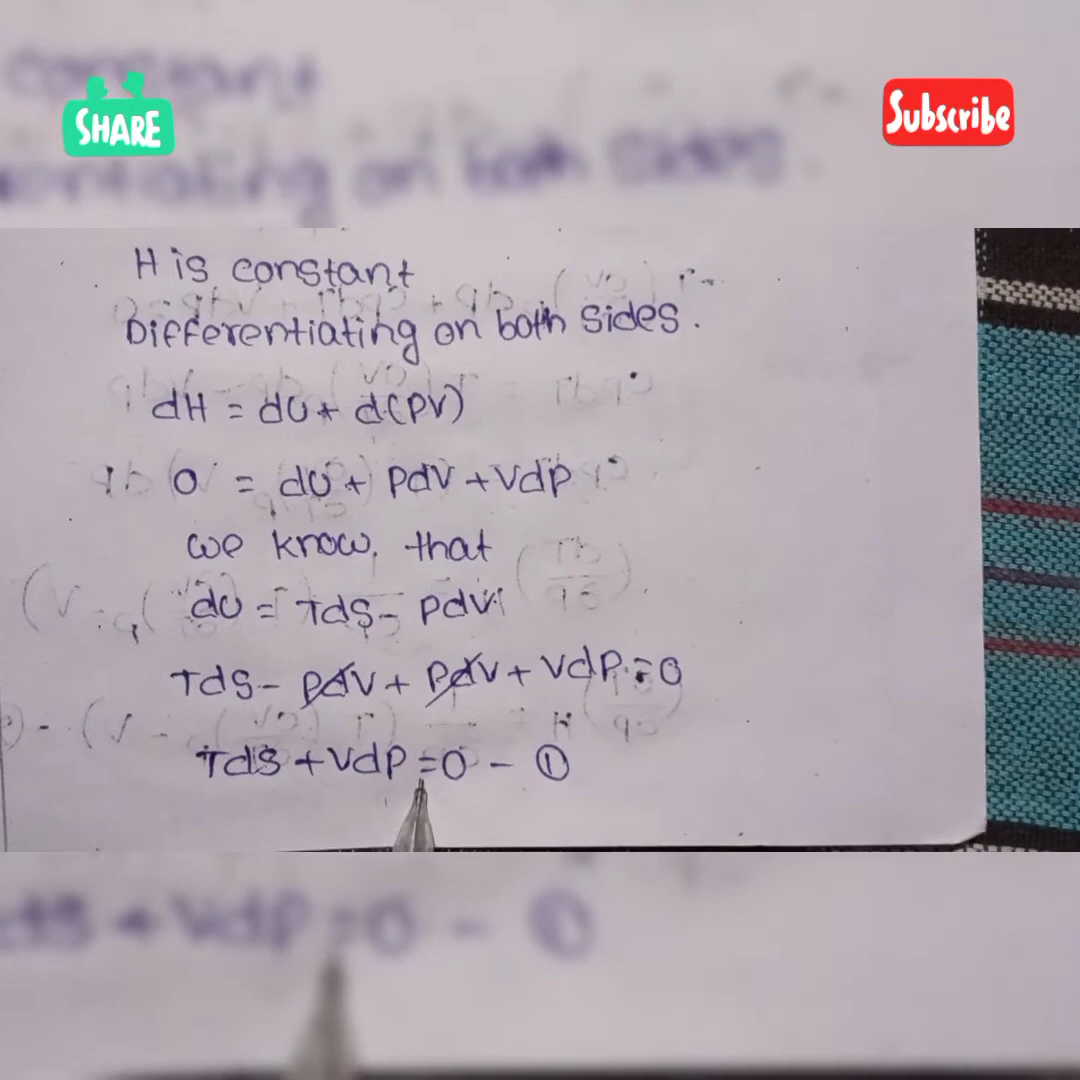 SHARE
Subscribe
H is constant
Differentiating on both sides.
dH = dU + d(PV)
0 = dU + PdV + VdP
we know, that
dU = Tds - PdV
Tds - PdV + PdV + VdP = 0
Tds + VdP = 0 - ①